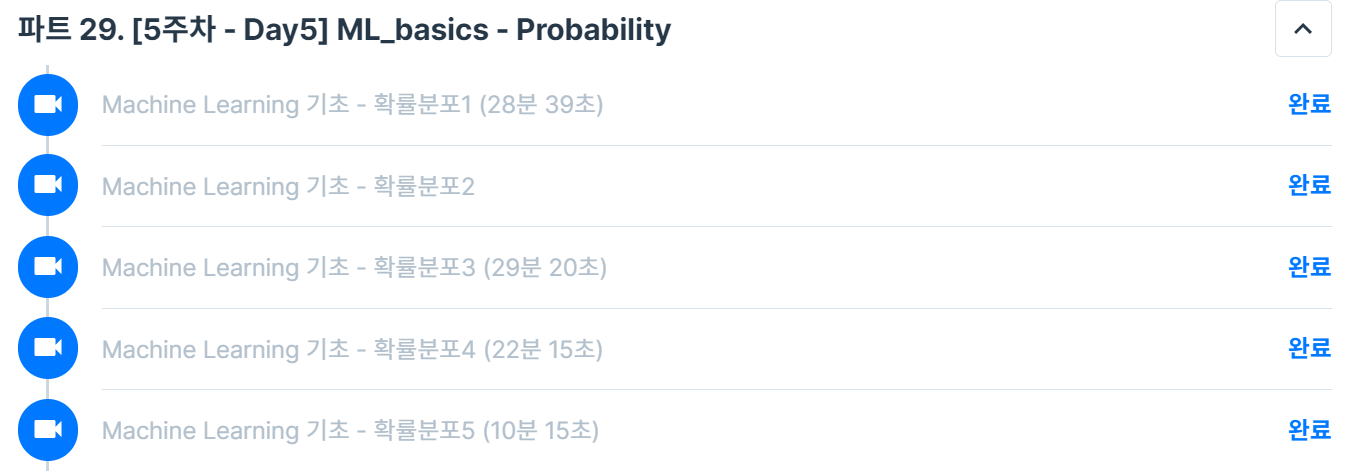 파트 29. [5주차 - Day5] ML_basics - Probability
Machine Learning 기초 - 확률분포1 (28분 39초) 완료
Machine Learning 기초 - 확률분포2 완료
Machine Learning 기초 - 확률분포3 (29분 20초) 완료
Machine Learning 기초 - 확률분포4 (22분 15초) 완료
Machine Learning 기초 - 확률분포5 (10분 15초) 완료